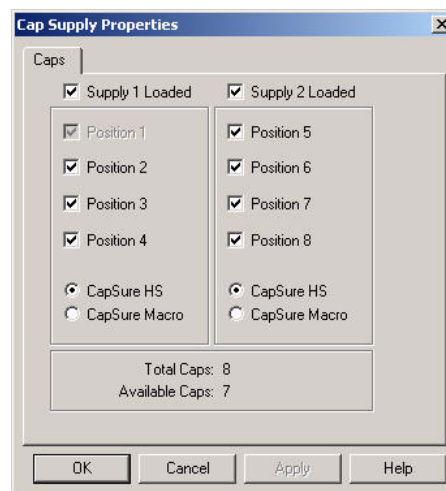 Cap Supply Properties
Caps
Supply 1 Loaded
Supply 2 Loaded
Position 1
Position 5
Position 2
Position 6
Position 3
Position 7
Position 4
Position 8
CapSure HS
CapSure HS
CapSure Macro
CapSure Macro
Total Caps: 8
Available Caps: 7
OK
Cancel
Apply
Help